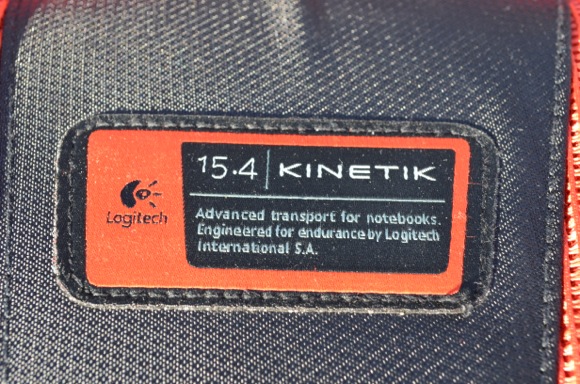 Logitech
15.4 | KINETIK
Advanced transport for notebooks.
Engineered for endurance by Logitech
International S.A.